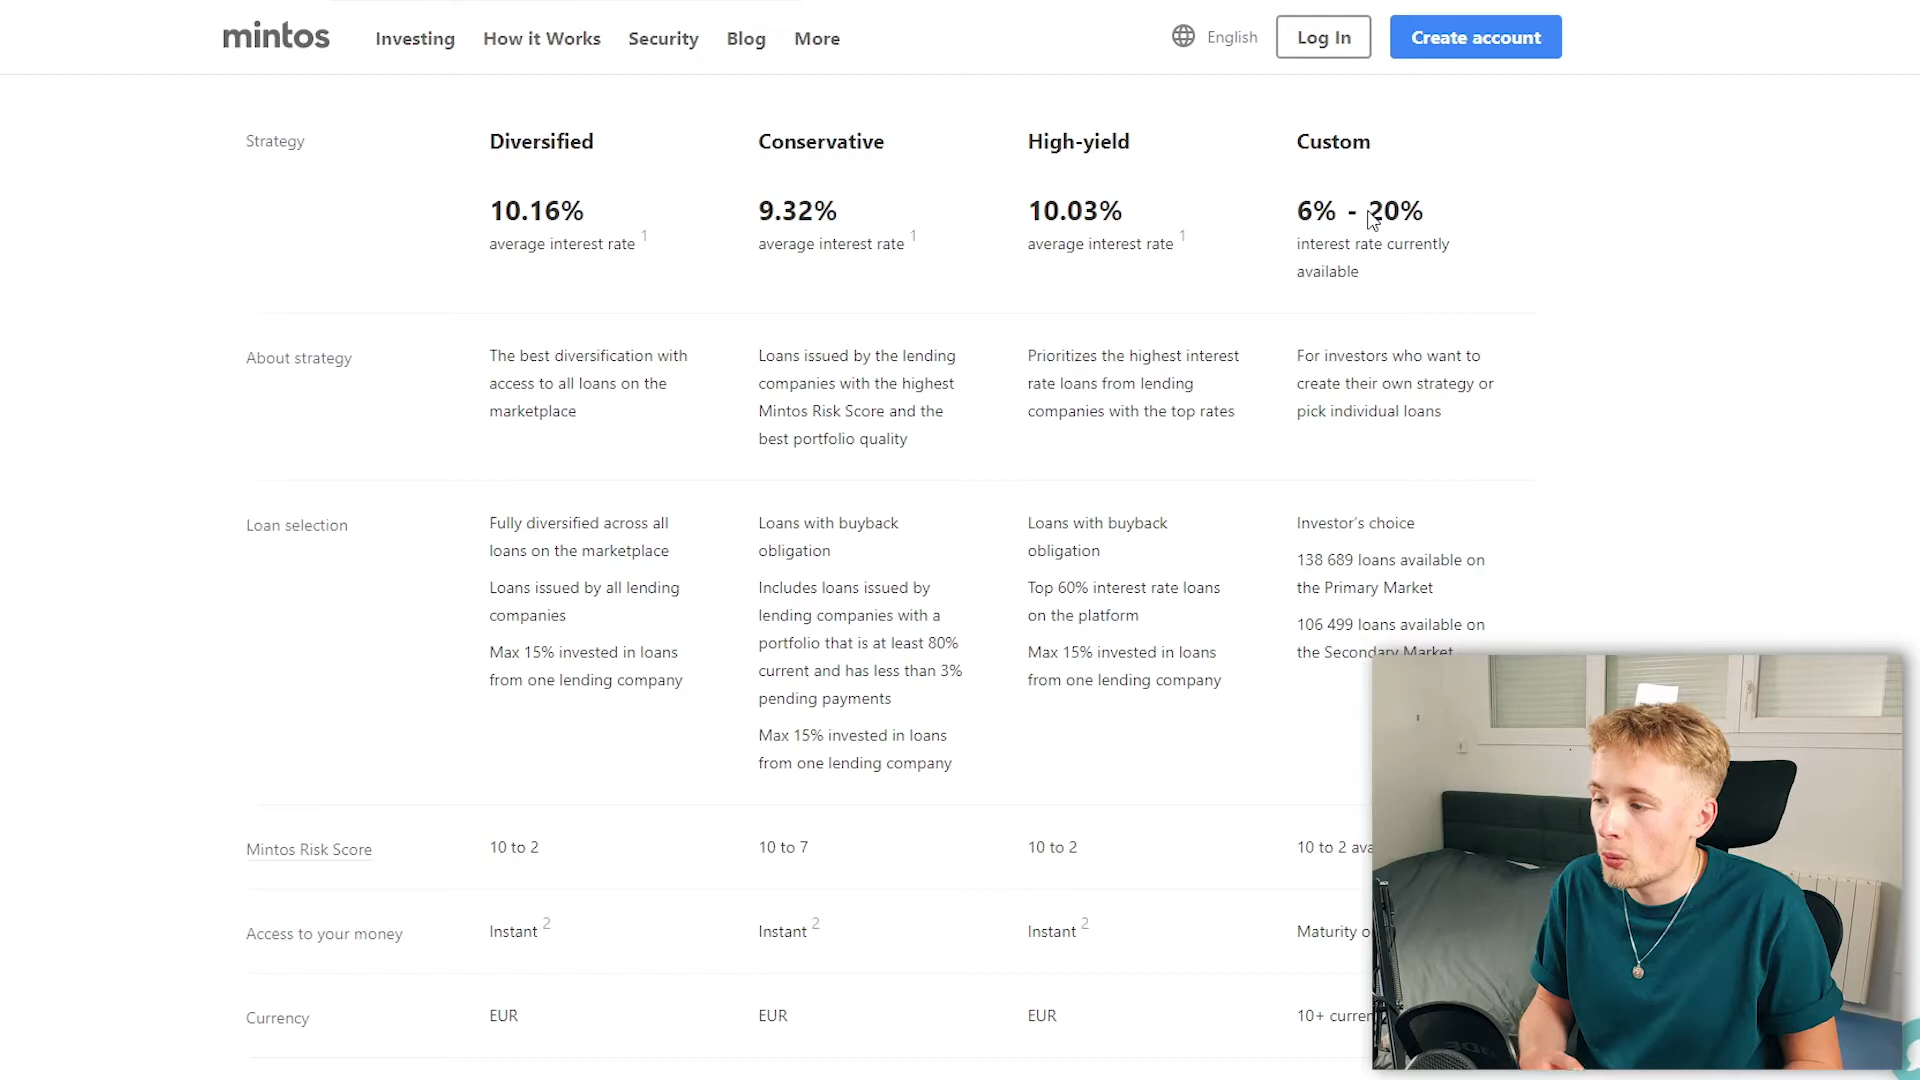 mintos Investing How it Works Security Blog More English Log In Create account
Strategy Diversified Conservative High-yield Custom
10.16% 9.32% 10.03% 6% - 20%
average interest rate 1 average interest rate 1 average interest rate 1 interest rate currently
available
About strategy
The best diversification with
access to all loans on the
marketplace
Loans issued by the lending
companies with the highest
Mintos Risk Score and the
best portfolio quality
Prioritizes the highest interest
rate loans from lending
companies with the top rates
For investors who want to
create their own strategy or
pick individual loans
Loan selection
Fully diversified across all
loans on the marketplace
Loans issued by all lending
companies
Max 15% invested in loans
from one lending company
Loans with buyback
obligation
Includes loans issued by
lending companies with a
portfolio that is at least 80%
current and has less than 3%
pending payments
Max 15% invested in loans
from one lending company
Loans with buyback
obligation
Top 60% interest rate loans
on the platform
Max 15% invested in loans
from one lending company
Investor's choice
138 689 loans available on
the Primary Market
106 499 loans available on
the Secondary Market
Mintos Risk Score 10 to 2 10 to 7 10 to 2 10 to 2
Access to your money Instant 2 Instant 2 Instant 2 Maturity
Currency EUR EUR EUR 10+